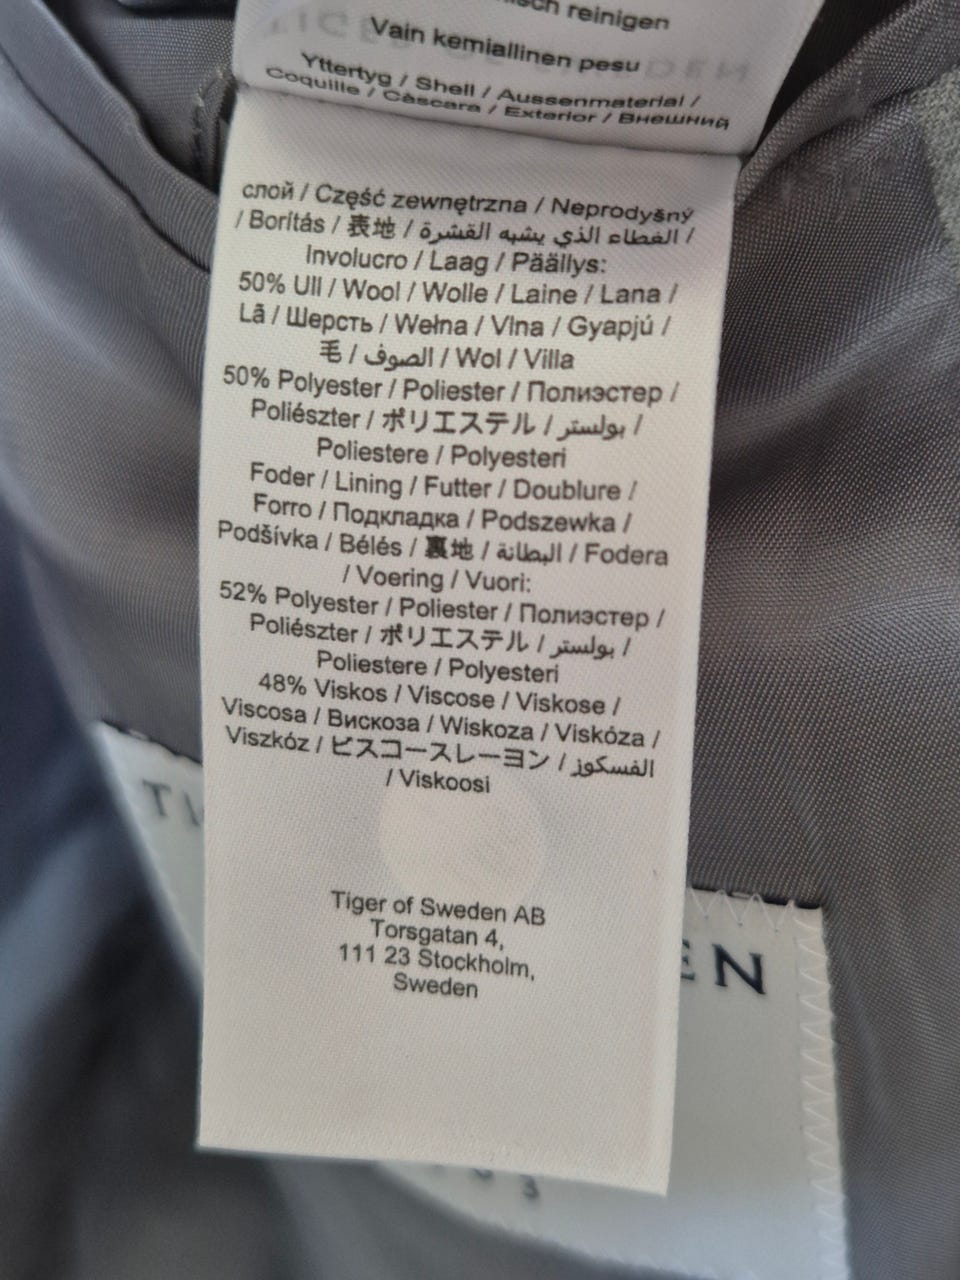 reinigen
Vain kemiallinen pesu
Yttertyg / Shell / Aussenmaterial /
Coquille / Càscara / Exterior / Внешний
слой / Część zewnętrzna / Neprodyšný
/ Borítás / 表地 / الغطاء الذي يشبه القشرة /
Involucro / Laag / Päällys:
50% Ull / Wool / Wolle / Laine / Lana /
Lã / Шерсть / Wełna / Vlna / Gyapjú /
毛 / الصوف / Wol / Villa
50% Polyester / Poliester / Полиэстер /
Poliészter / ポリエステル / بولستر /
Poliestere / Polyesteri
Foder / Lining / Futter / Doublure /
Forro / Подкладка / Podszewka /
Podšívka / Bélés / 裏地 / البطانة / Fodera
/ Voering / Vuori:
52% Polyester / Poliester / Полиэстер /
Poliészter / ポリエステル / بولستر /
Poliestere / Polyesteri
48% Viskos / Viscose / Viskose /
Viscosa / Вискоза / Wiskoza / Viskóza /
Viszkóz / ビスコースレーヨン / الفسكوز
/ Viskoosi
Tiger of Sweden AB
Torsgatan 4,
111 23 Stockholm,
Sweden
EN